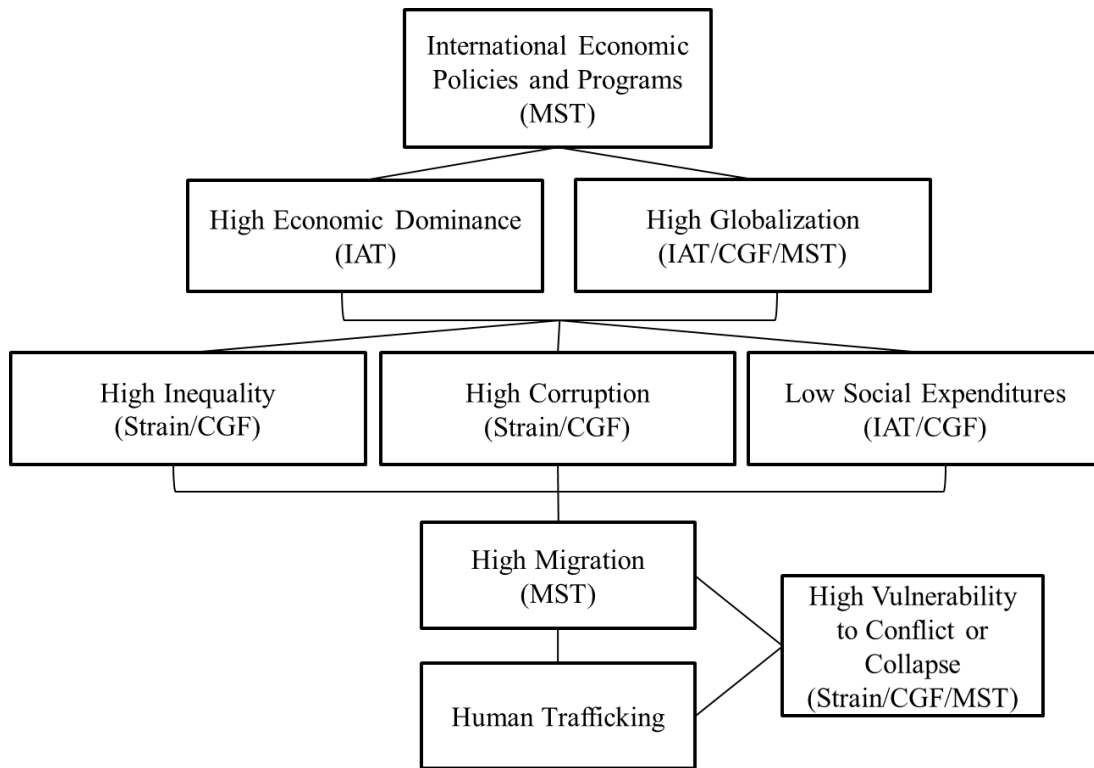 International Economic
Policies and Programs
(MST)
High Economic Dominance
(IAT)
High Globalization
(IAT/CGF/MST)
High Inequality
(Strain/CGF)
High Corruption
(Strain/CGF)
Low Social Expenditures
(IAT/CGF)
High Migration
(MST)
High Vulnerability
to Conflict or
Collapse
(Strain/CGF/MST)
Human Trafficking